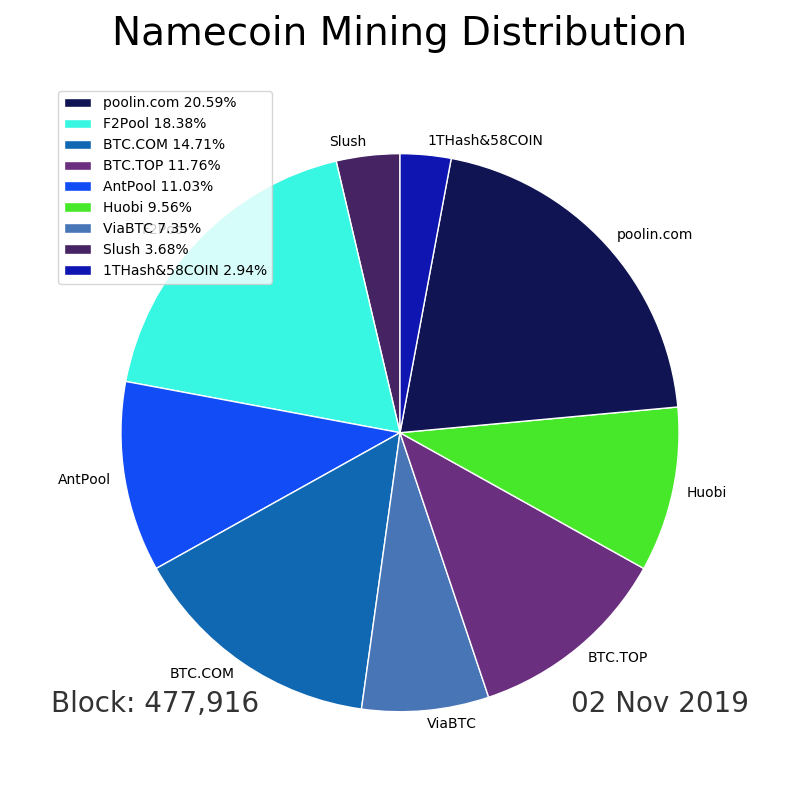 Namecoin Mining Distribution
poolin.com 20.59%
F2Pool 18.38%
BTC.COM 14.71%
BTC.TOP 11.76%
AntPool 11.03%
Huobi 9.56%
ViaBTC 7.35%
Slush 3.68%
1THash&58COIN 2.94%
Slush
1THash&58COIN
poolin.com
AntPool
Huobi
BTC.TOP
BTC.COM
ViaBTC
Block: 477,916
02 Nov 2019